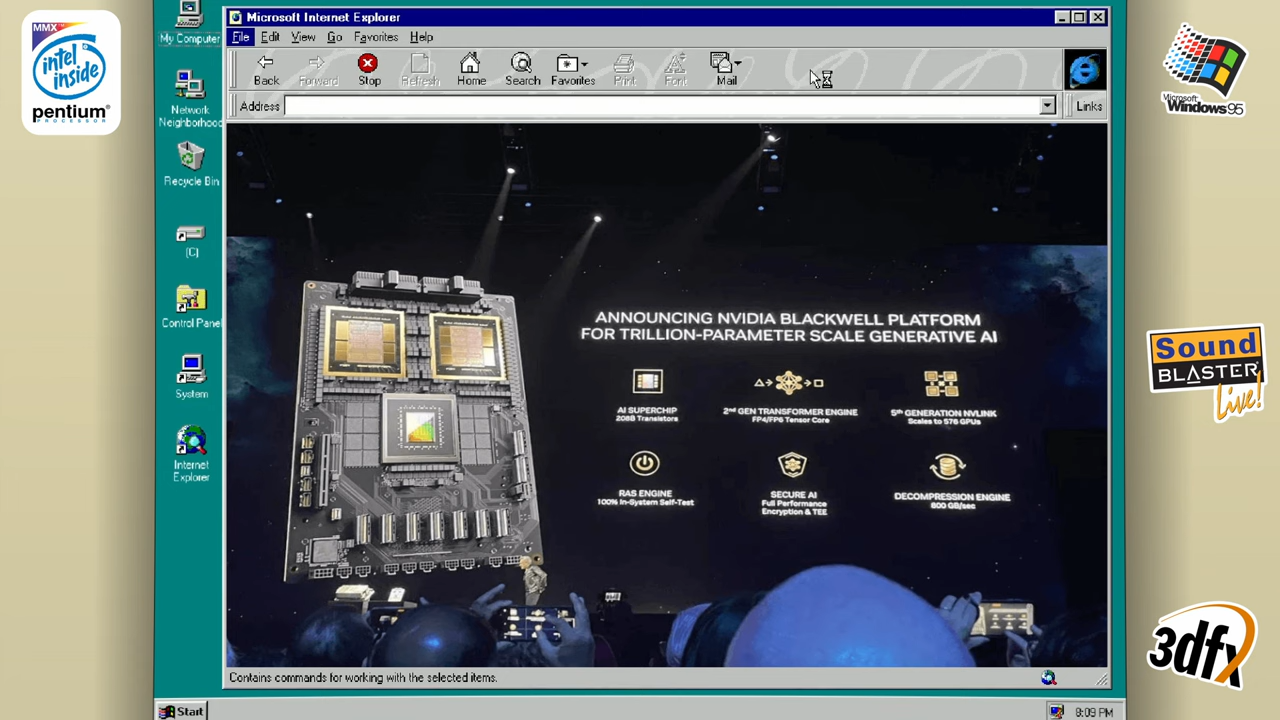 MMX
intel
inside
pentium®
PROCESSOR
My Computer
Network
Neighborhood
Recycle Bin
(C)
Control Panel
System
Internet
Explorer
Microsoft Internet Explorer
File Edit View Go Favorites Help
Back Forward Stop Refresh Home Search Favorites Print Font Mail
Address Links
ANNOUNCING NVIDIA BLACKWELL PLATFORM
FOR TRILLION-PARAMETER SCALE GENERATIVE AI
AI SUPERCHIP
208B Transistors
2nd GEN TRANSFORMER ENGINE
FP4/FP6 Tensor Core
5th GENERATION NVLINK
Scales to 576 GPUs
RAS ENGINE
100% In-System Self-Test
SECURE AI
Full Performance
Encryption & TEE
DECOMPRESSION ENGINE
800 GB/sec
Contains commands for working with the selected items.
Start
8:09 PM
Microsoft
Windows 95
Sound
BLASTER
Live!
3dfx